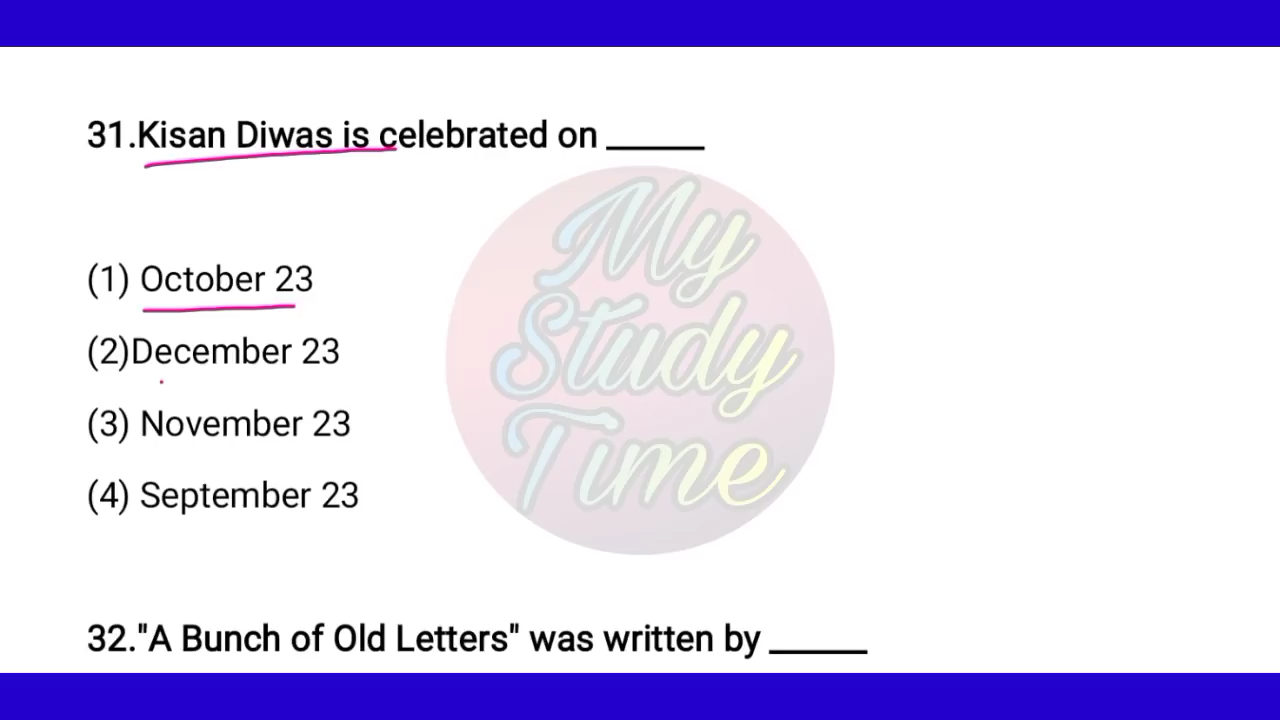 31.Kisan Diwas is celebrated on ______
(1) October 23
(2)December 23
(3) November 23
(4) September 23
My
Study
Time
32."A Bunch of Old Letters" was written by ______